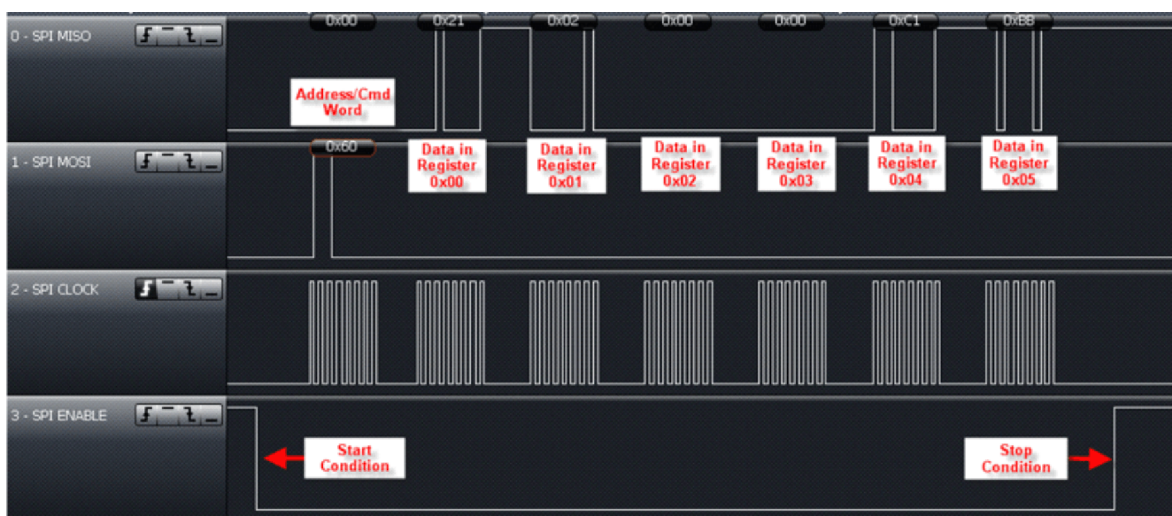 0x00 0x21 0x02 0x00 0x00 0xC1 0xBB
0 - SPI MISO
Address/Cmd
Word
0x60
1 - SPI MOSI
Data in
Register
0x00
Data in
Register
0x01
Data in
Register
0x02
Data in
Register
0x03
Data in
Register
0x04
Data in
Register
0x05
2 - SPI CLOCK
3 - SPI ENABLE
Start
Condition
Stop
Condition